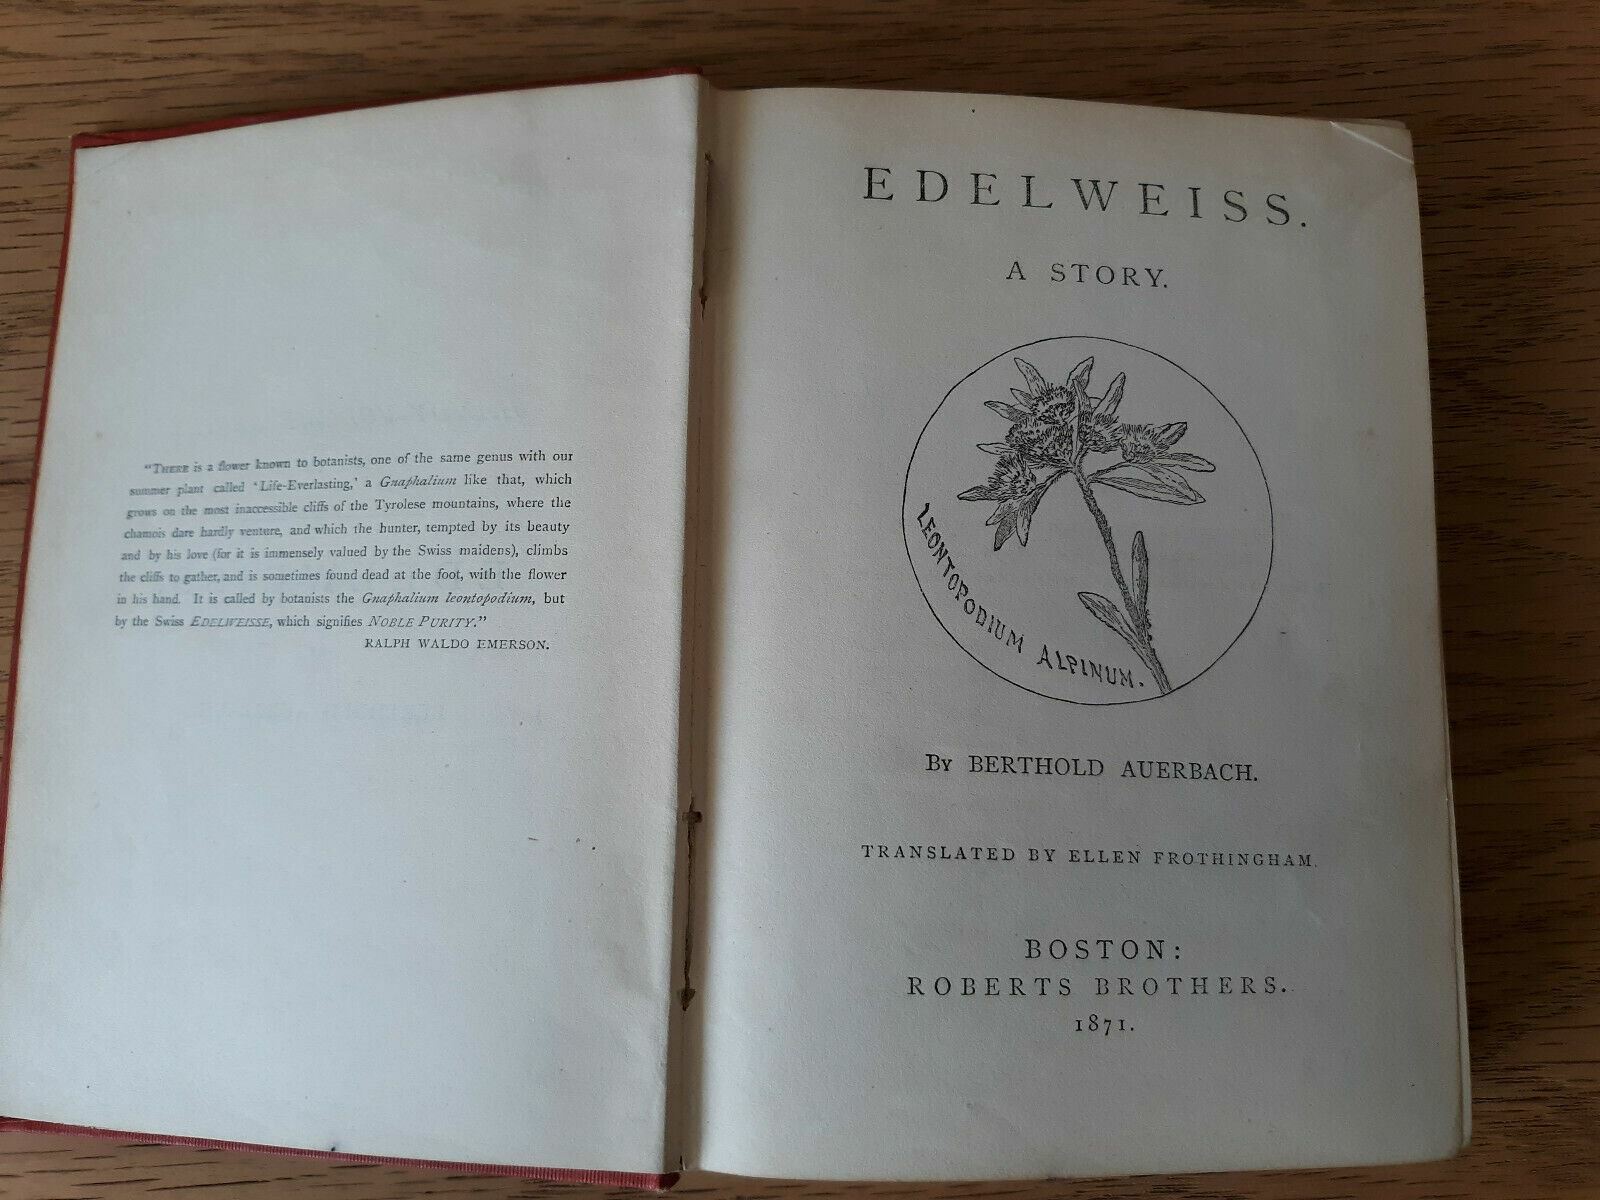 "There is a flower known to botanists, one of the same genus with our
summer plant called 'Life-Everlasting,' a Gnaphalium like that, which
grows on the most inaccessible cliffs of the Tyrolese mountains, where the
chamois dare hardly venture, and which the hunter, tempted by its beauty
and by his love (for it is immensely valued by the Swiss maidens), climbs
the cliffs to gather, and is sometimes found dead at the foot, with the flower
in his hand. It is called by botanists the Gnaphalium leontopodium, but
by the Swiss EDELWEISSE, which signifies NOBLE PURITY."
RALPH WALDO EMERSON.
EDELWEISS.
A STORY.
LEONTOPODIUM ALPINUM.
By BERTHOLD AUERBACH.
TRANSLATED BY ELLEN FROTHINGHAM.
BOSTON:
ROBERTS BROTHERS.
1871.